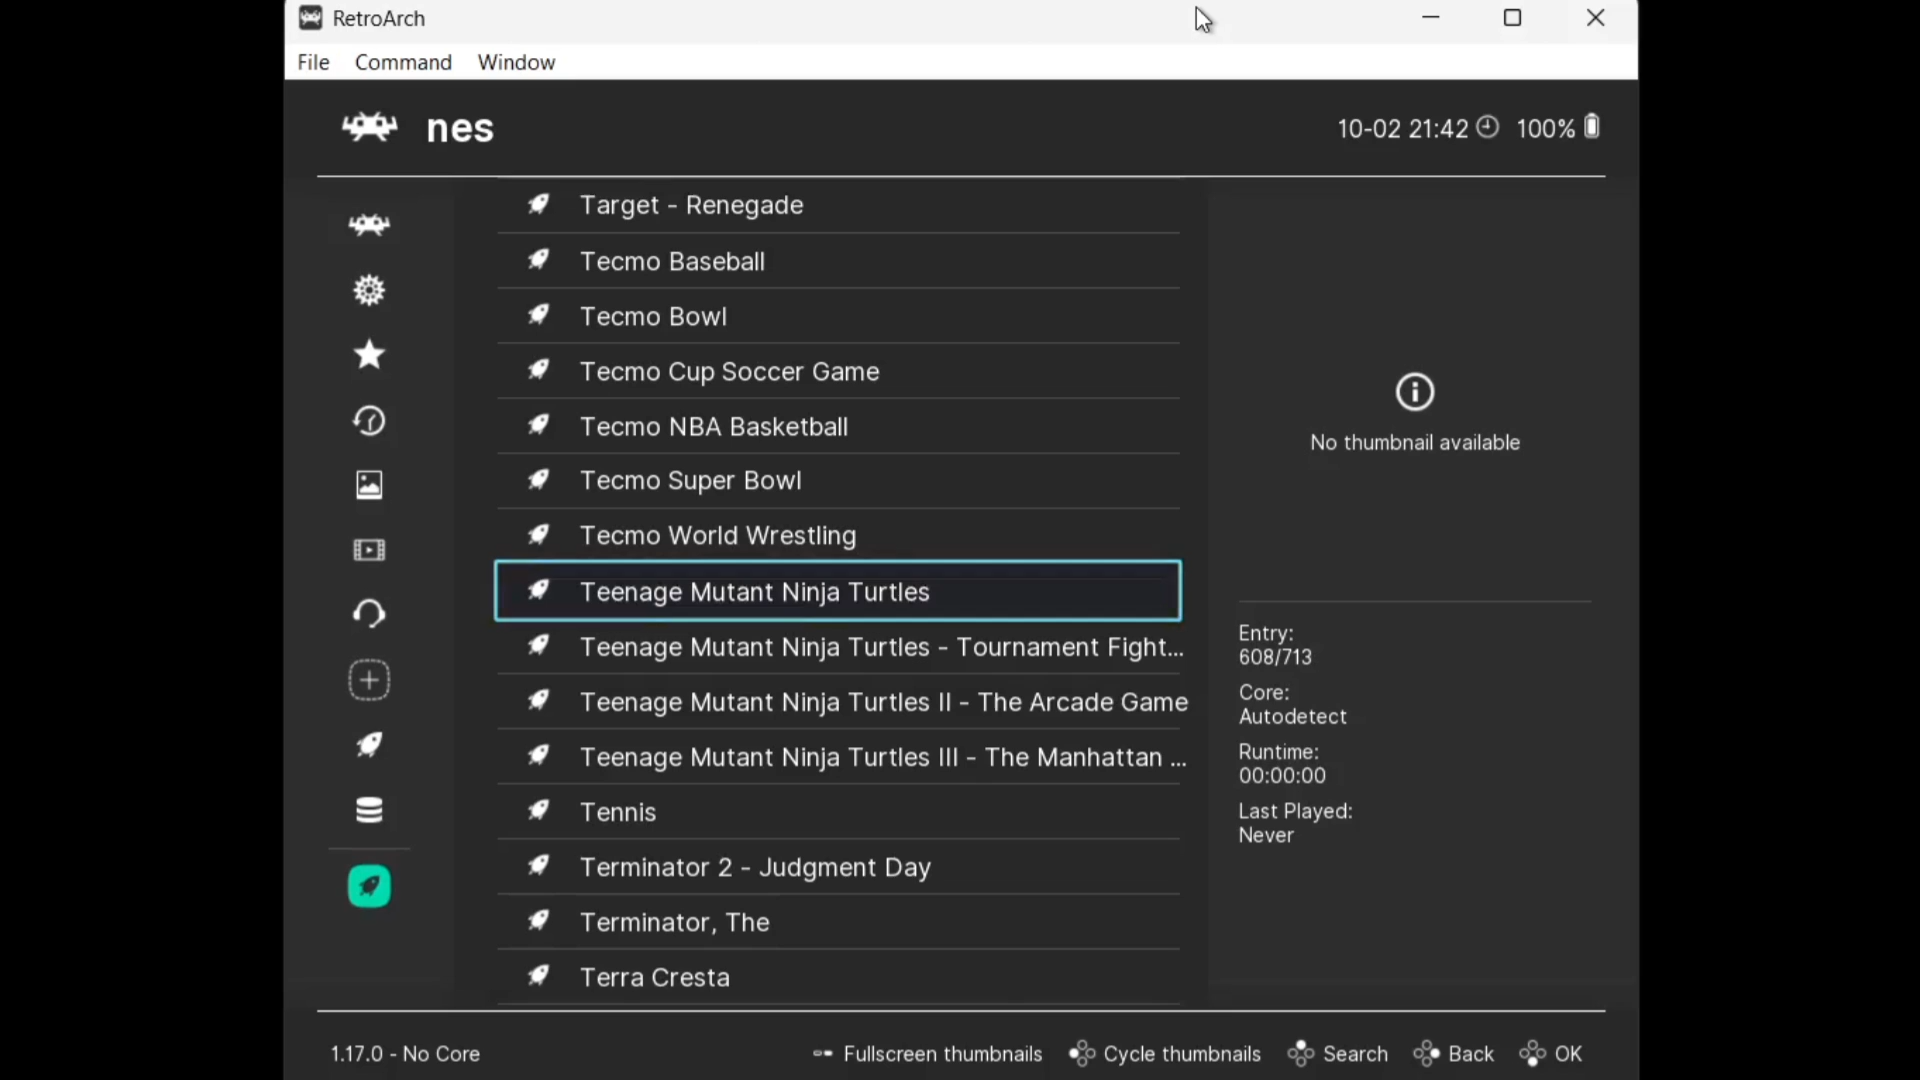 RetroArch
File Command Window
nes
10-02 21:42 100%
Target - Renegade
Tecmo Baseball
Tecmo Bowl
Tecmo Cup Soccer Game
Tecmo NBA Basketball
Tecmo Super Bowl
Tecmo World Wrestling
Teenage Mutant Ninja Turtles
Teenage Mutant Ninja Turtles - Tournament Fight...
Teenage Mutant Ninja Turtles II - The Arcade Game
Teenage Mutant Ninja Turtles III - The Manhattan ...
Tennis
Terminator 2 - Judgment Day
Terminator, The
Terra Cresta
No thumbnail available
Entry:
608/713
Core:
Autodetect
Runtime:
00:00:00
Last Played:
Never
1.17.0 - No Core
Fullscreen thumbnails Cycle thumbnails Search Back OK